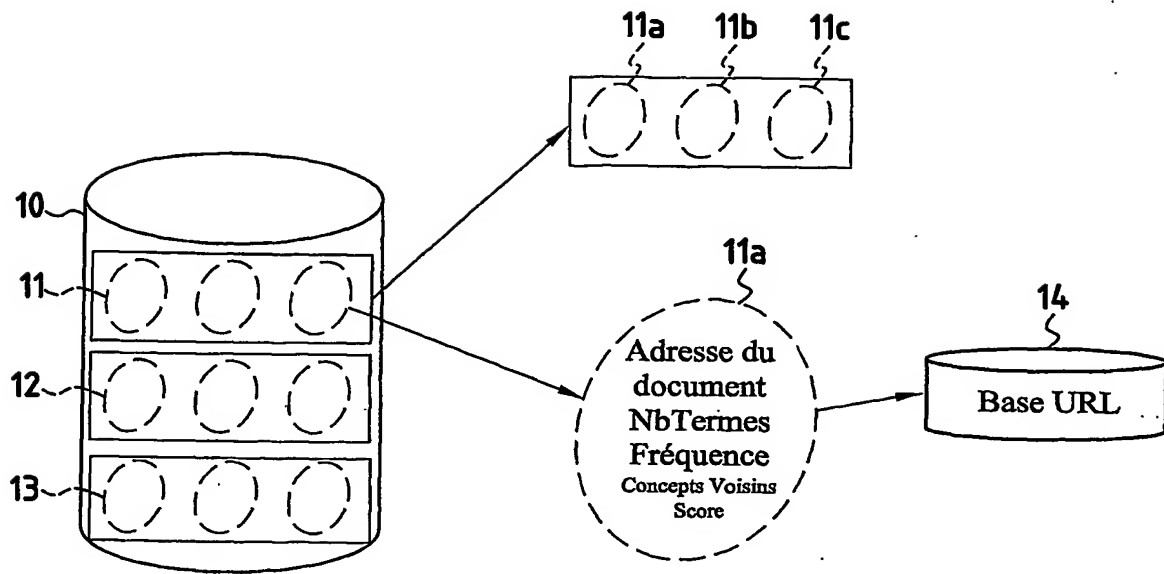 11a 11b 11c
10
11
12
13
11a
14
Adresse du
document
NbTermes
Fréquence
Concepts Voisins
Score
Base URL